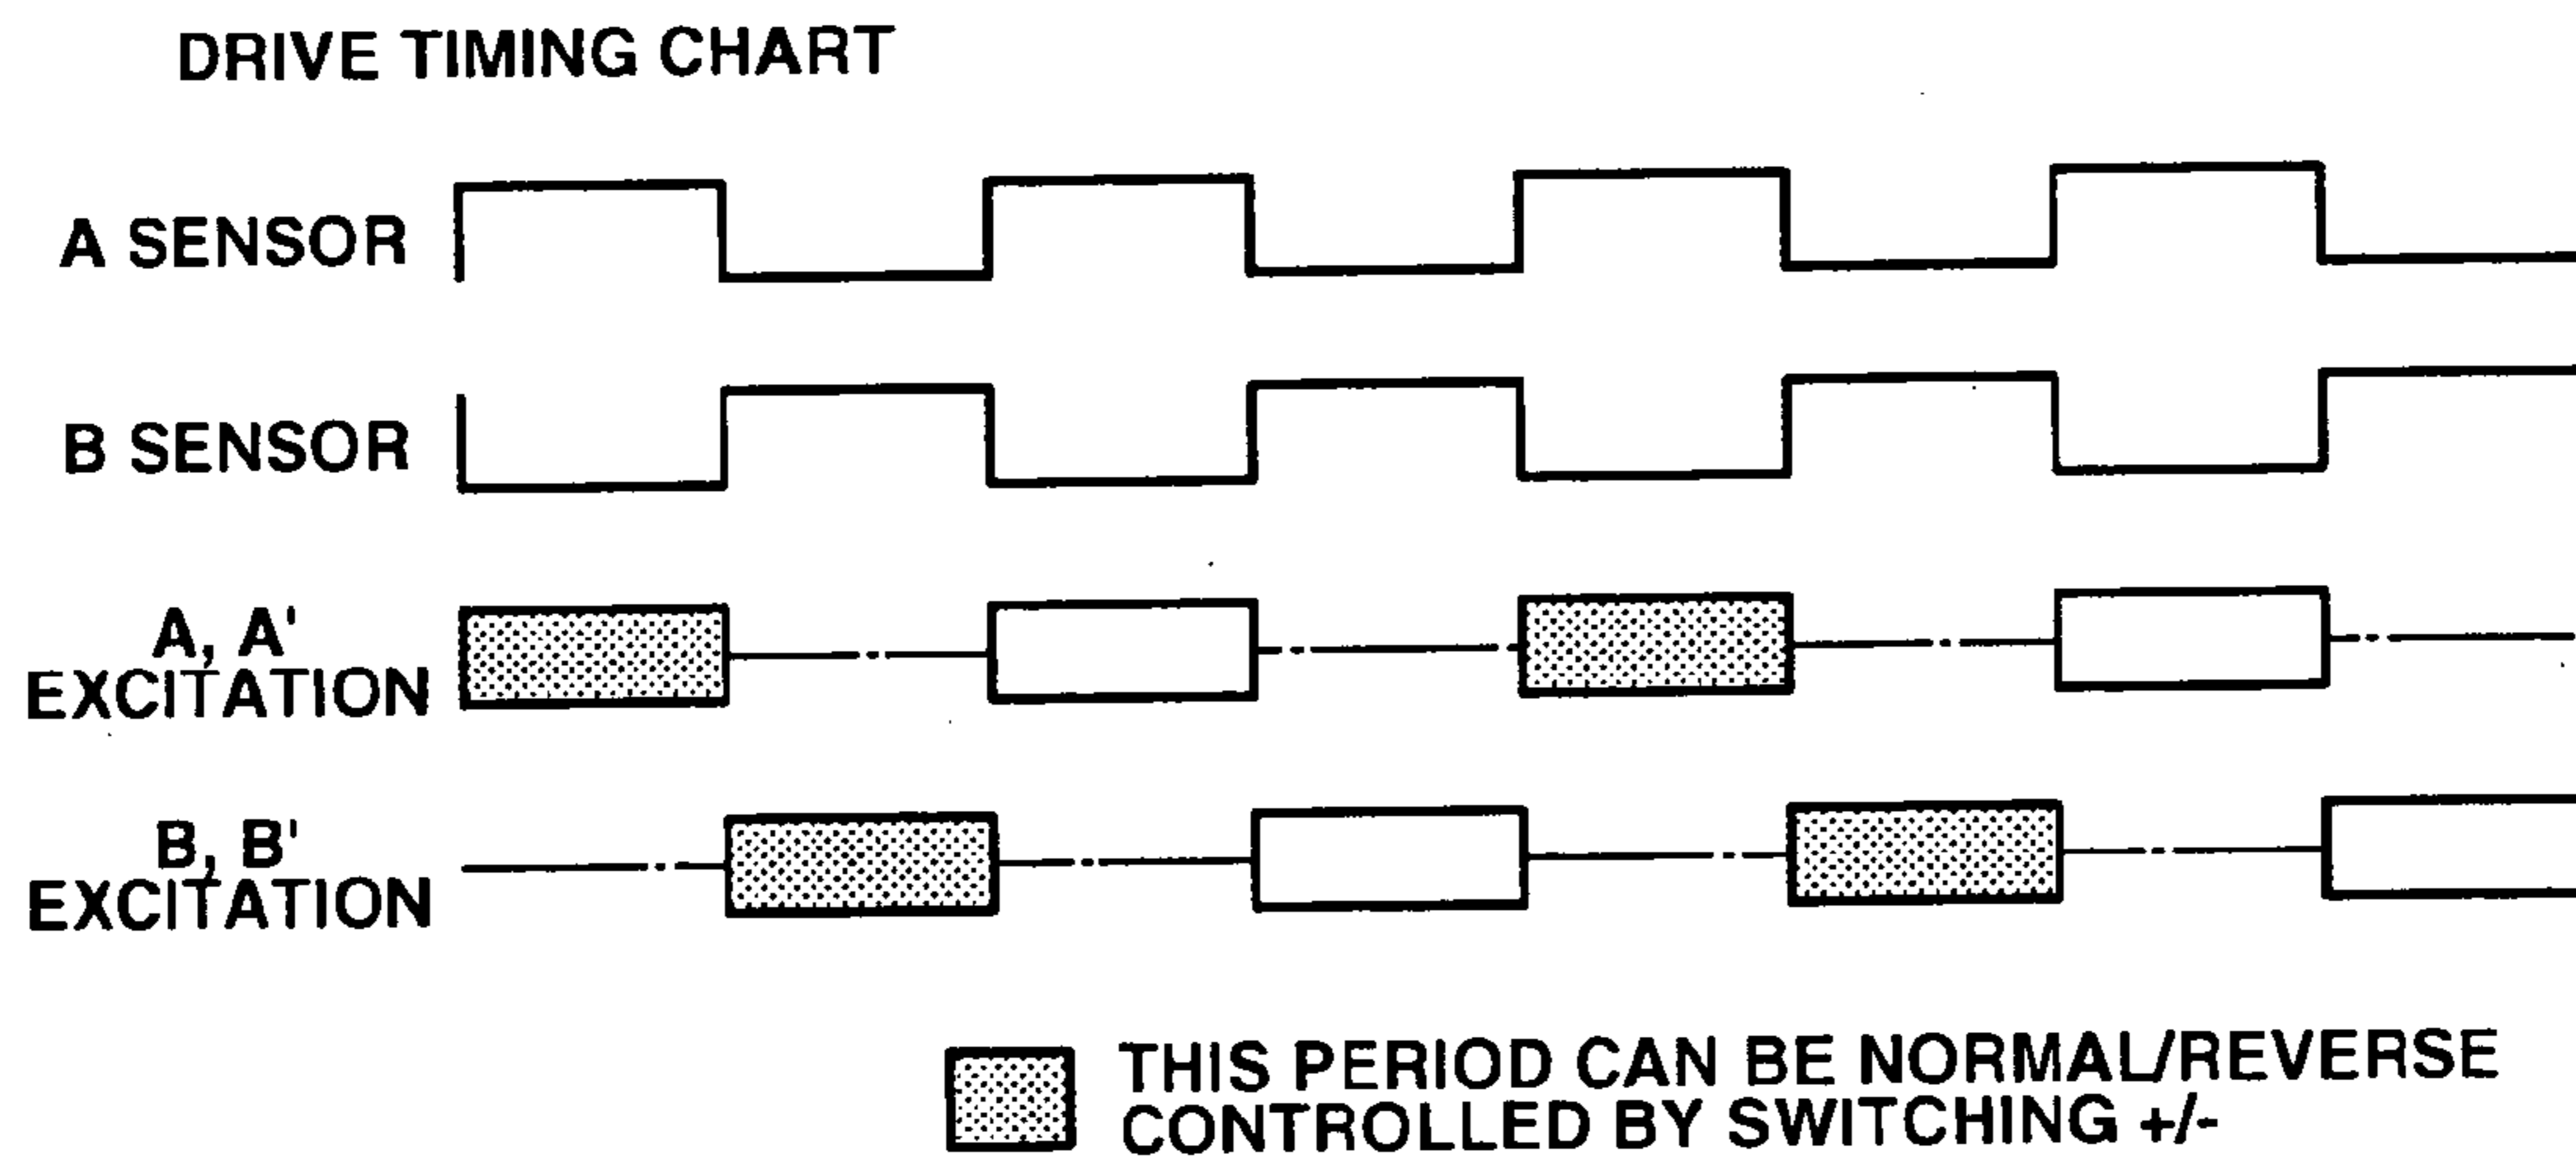 DRIVE TIMING CHART
A SENSOR
B SENSOR
A, A'
EXCITATION
B, B'
EXCITATION
THIS PERIOD CAN BE NORMAL/REVERSE
CONTROLLED BY SWITCHING +/-